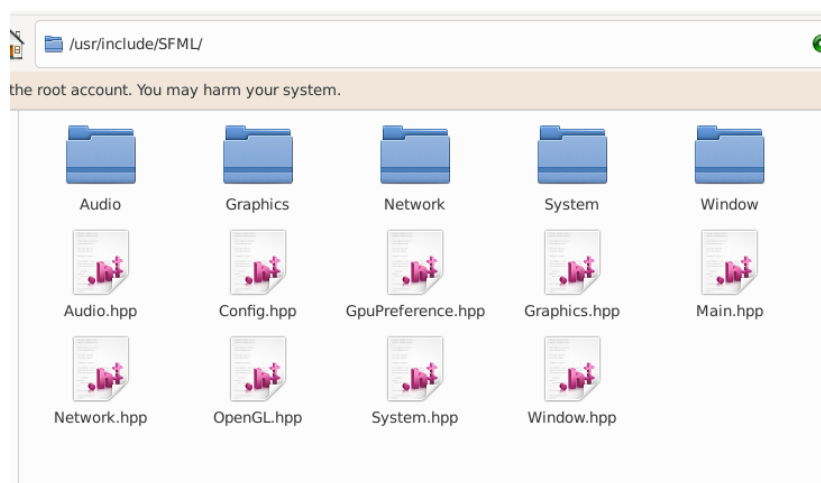 /usr/include/SFML/
the root account. You may harm your system.
Audio
Graphics
Network
System
Window
Audio.hpp
Config.hpp
GpuPreference.hpp
Graphics.hpp
Main.hpp
Network.hpp
OpenGL.hpp
System.hpp
Window.hpp